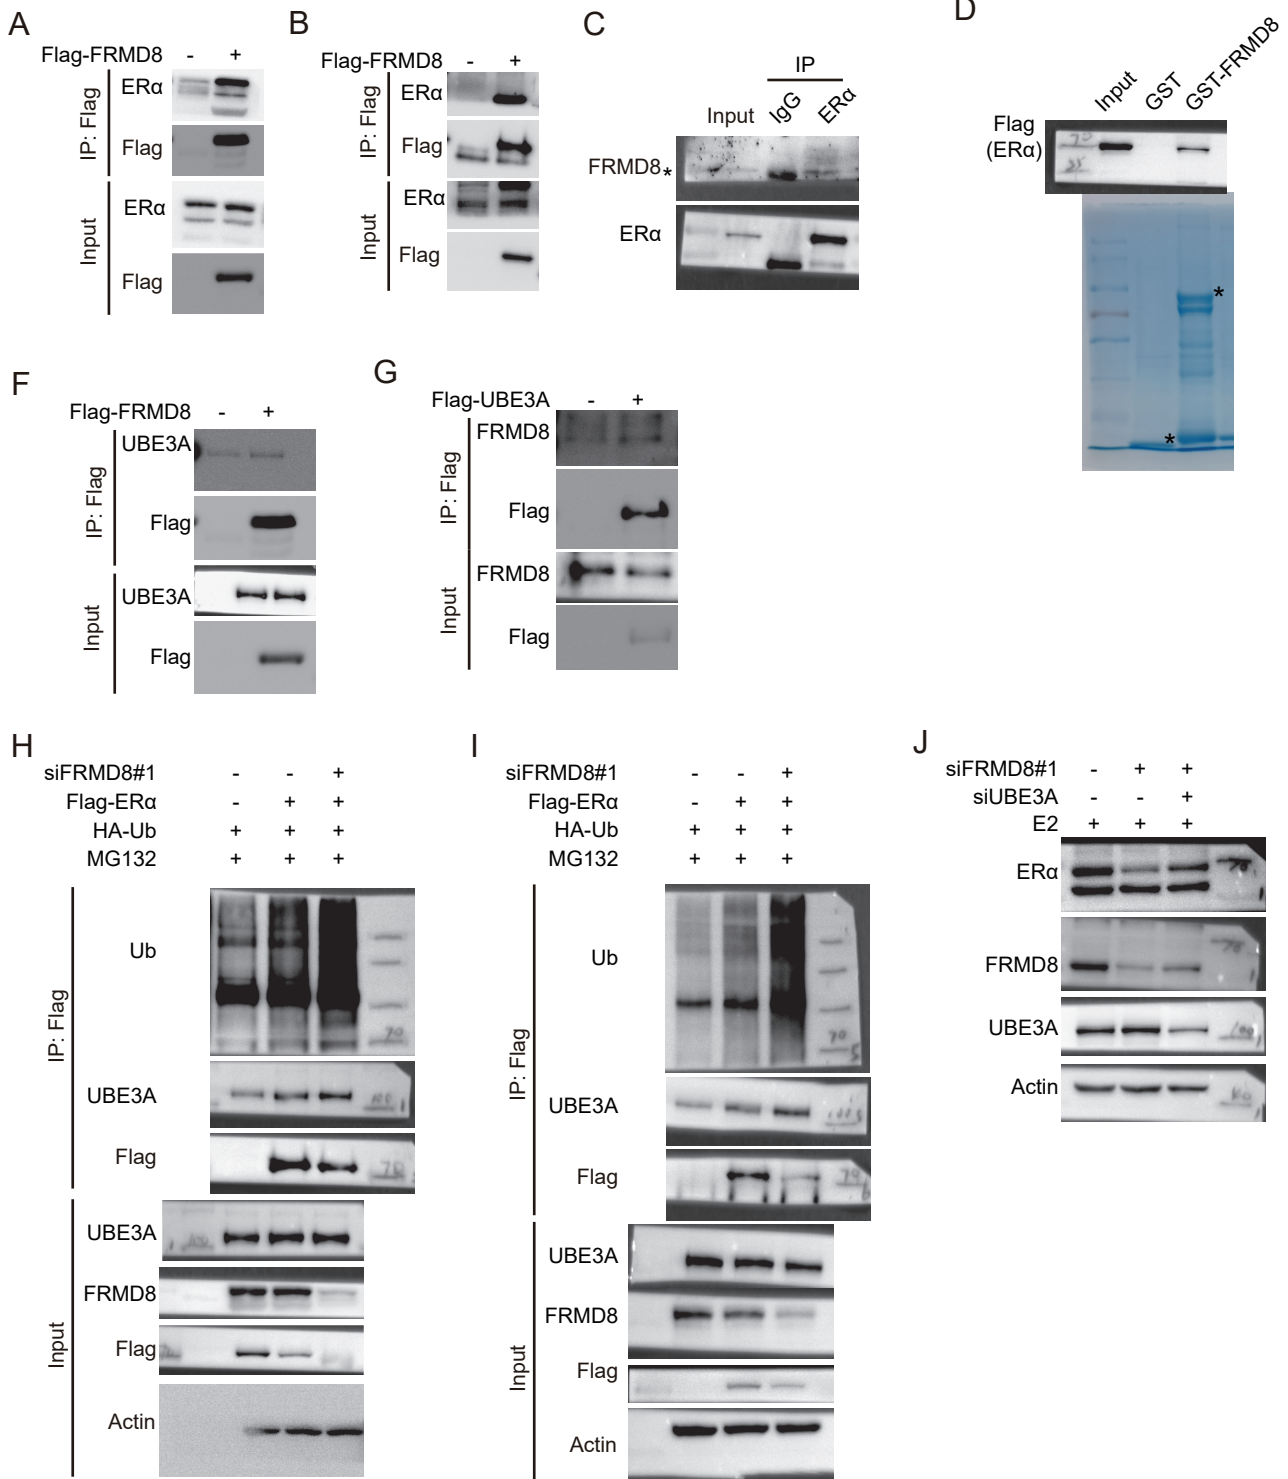 A
Flag-FRMD8 - +
IP: Flag
ERα
Flag
Input
ERα
Flag
B
Flag-FRMD8 - +
IP: Flag
ERα
Flag
Input
ERα
Flag
C
IP
Input IgG ERα
FRMD8 *
ERα
D
Input GST GST-FRMD8
Flag
(ERα)
70
*
*
F
Flag-FRMD8 - +
IP: Flag
UBE3A
Flag
Input
UBE3A
Flag
G
Flag-UBE3A - +
IP: Flag
FRMD8
Flag
Input
FRMD8
Flag
H
siFRMD8#1 - - +
Flag-ERα - + +
HA-Ub + + +
MG132 + + +
IP: Flag
Ub
70
UBE3A
100
Flag
70
Input
UBE3A
100
FRMD8
Flag
Actin
I
siFRMD8#1 - - +
Flag-ERα - + +
HA-Ub + + +
MG132 + + +
IP: Flag
Ub
70
UBE3A
100
Flag
70
Input
UBE3A
FRMD8
Flag
Actin
J
siFRMD8#1 - + +
siUBE3A - - +
E2 + + +
ERα
70
FRMD8
70
UBE3A
100
Actin